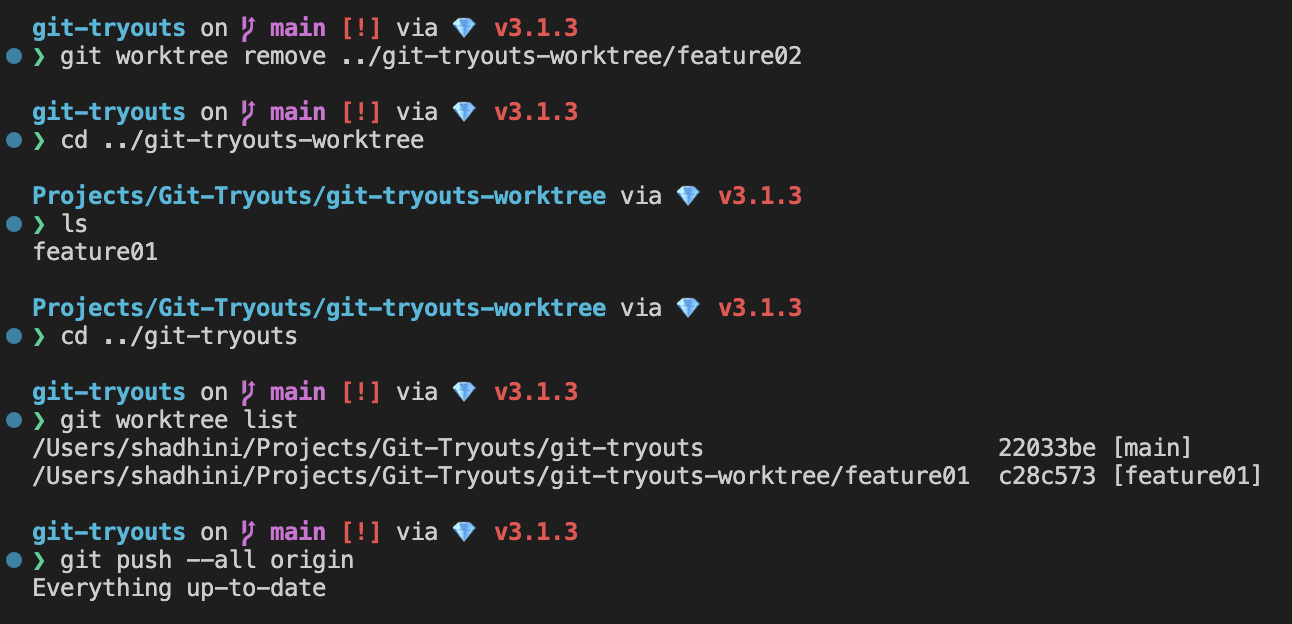 git-tryouts on main [!] via 💎 v3.1.3
❯ git worktree remove ../git-tryouts-worktree/feature02
git-tryouts on main [!] via 💎 v3.1.3
❯ cd ../git-tryouts-worktree
Projects/Git-Tryouts/git-tryouts-worktree via 💎 v3.1.3
❯ ls
feature01
Projects/Git-Tryouts/git-tryouts-worktree via 💎 v3.1.3
❯ cd ../git-tryouts
git-tryouts on main [!] via 💎 v3.1.3
❯ git worktree list
/Users/shadhini/Projects/Git-Tryouts/git-tryouts 22033be [main]
/Users/shadhini/Projects/Git-Tryouts/git-tryouts-worktree/feature01 c28c573 [feature01]
git-tryouts on main [!] via 💎 v3.1.3
❯ git push --all origin
Everything up-to-date